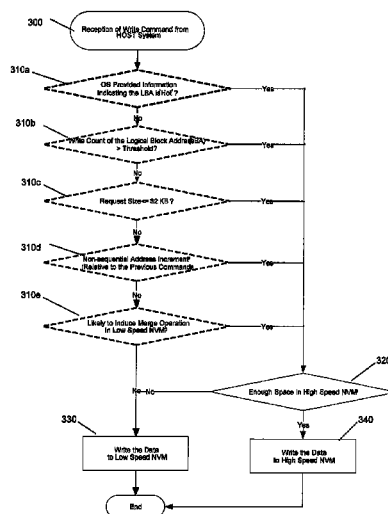 300
Reception of Write Command from
HOST System
310a
OS Provided Information
Indicating the LBA is Hot ?
Yes
No
310b
Write Count of the Logical Block Address(LBA)
> Threshold?
Yes
No
310c
Request Size<= 32 KB ?
Yes
No
310d
Non-sequential Address Increment
(Relative to the Previous Command)
Yes
No
310e
Likely to Induce Merge Operation
in Low Speed NVM?
Yes
320
No
No
Enough Space in High Speed NVM?
Yes
330
340
Write the Data
to Low Speed NVM
Write the Data
to High Speed NVM
End